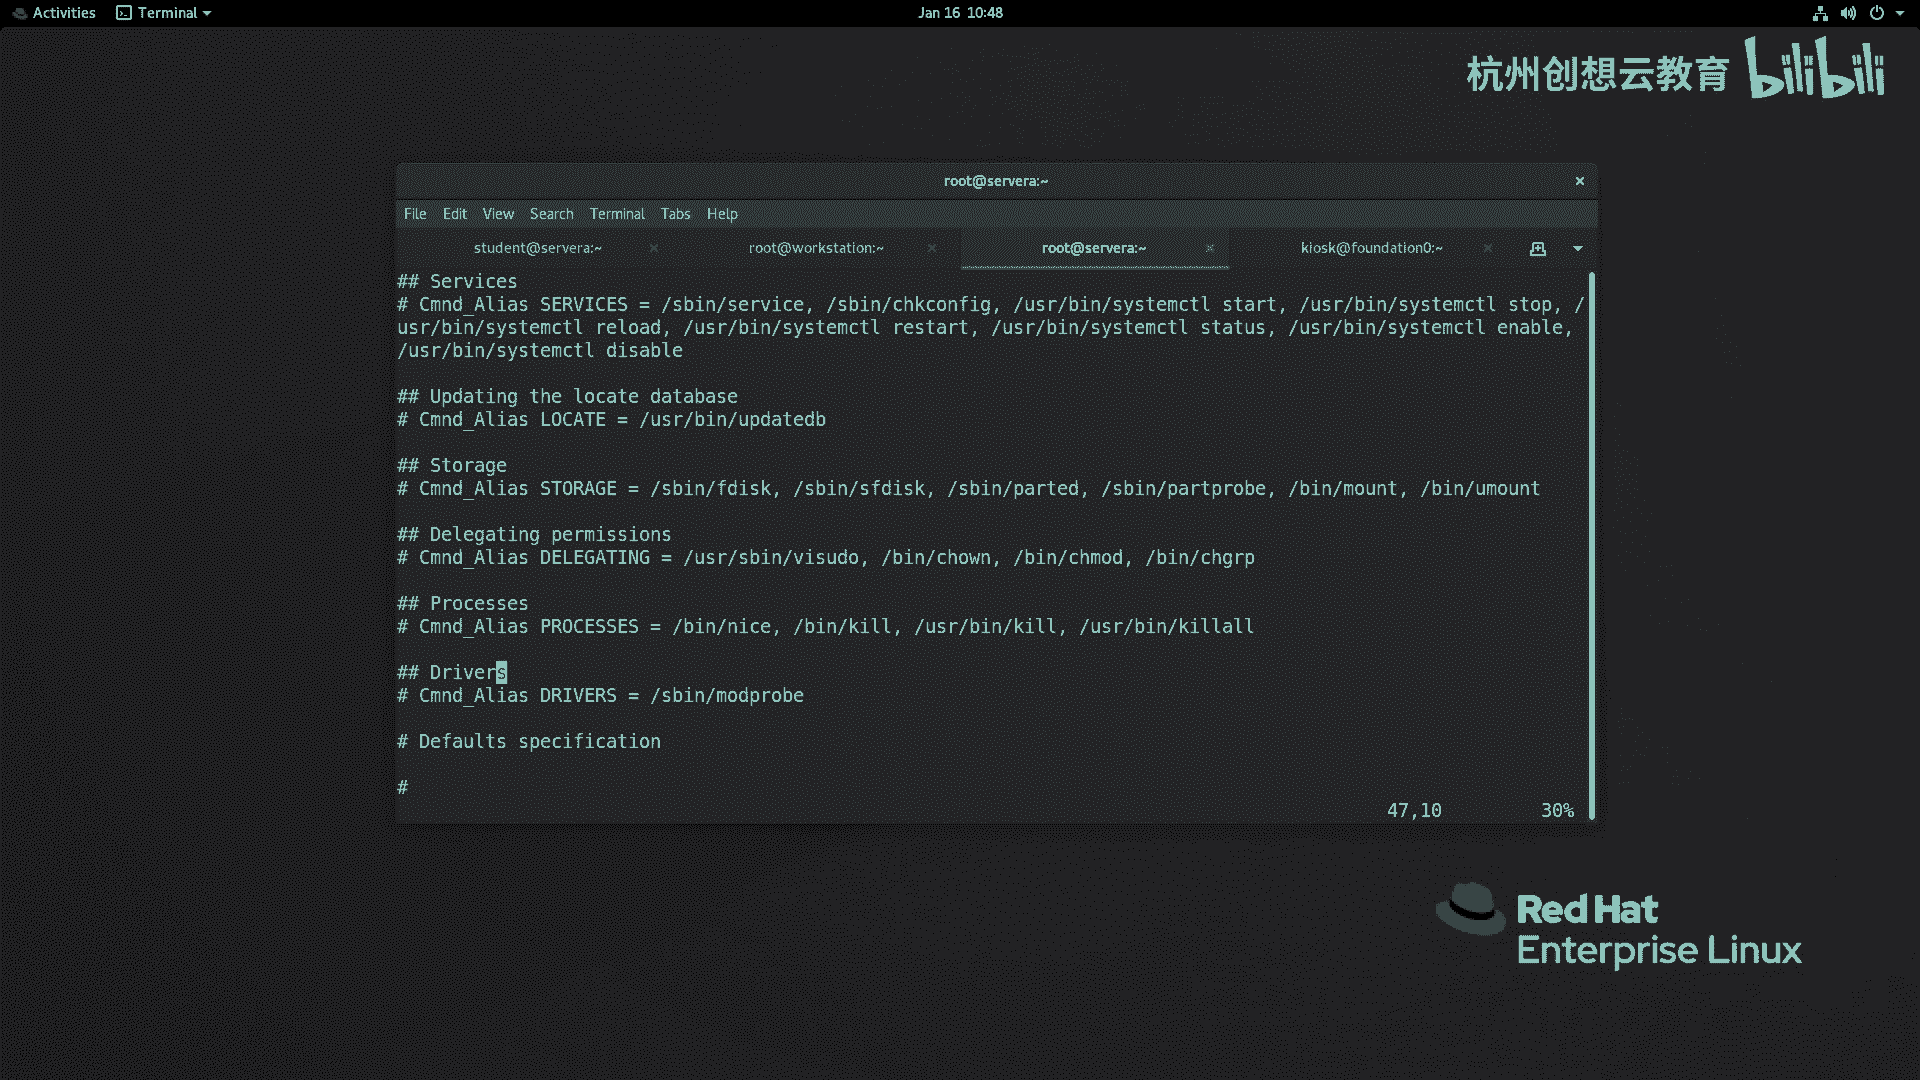 Activities Terminal Jan 16 10:48
杭州创想云教育 bilibili
root@servera:~
File Edit View Search Terminal Tabs Help
student@servera:~ root@workstation:~ root@servera:~ kiosk@foundation0:~
## Services
# Cmnd_Alias SERVICES = /sbin/service, /sbin/chkconfig, /usr/bin/systemctl start, /usr/bin/systemctl stop, /
usr/bin/systemctl reload, /usr/bin/systemctl restart, /usr/bin/systemctl status, /usr/bin/systemctl enable,
/usr/bin/systemctl disable
## Updating the locate database
# Cmnd_Alias LOCATE = /usr/bin/updatedb
## Storage
# Cmnd_Alias STORAGE = /sbin/fdisk, /sbin/sfdisk, /sbin/parted, /sbin/partprobe, /bin/mount, /bin/umount
## Delegating permissions
# Cmnd_Alias DELEGATING = /usr/sbin/visudo, /bin/chown, /bin/chmod, /bin/chgrp
## Processes
# Cmnd_Alias PROCESSES = /bin/nice, /bin/kill, /usr/bin/kill, /usr/bin/killall
## Drivers
# Cmnd_Alias DRIVERS = /sbin/modprobe
# Defaults specification
#
47,10 30%
Red Hat
Enterprise Linux